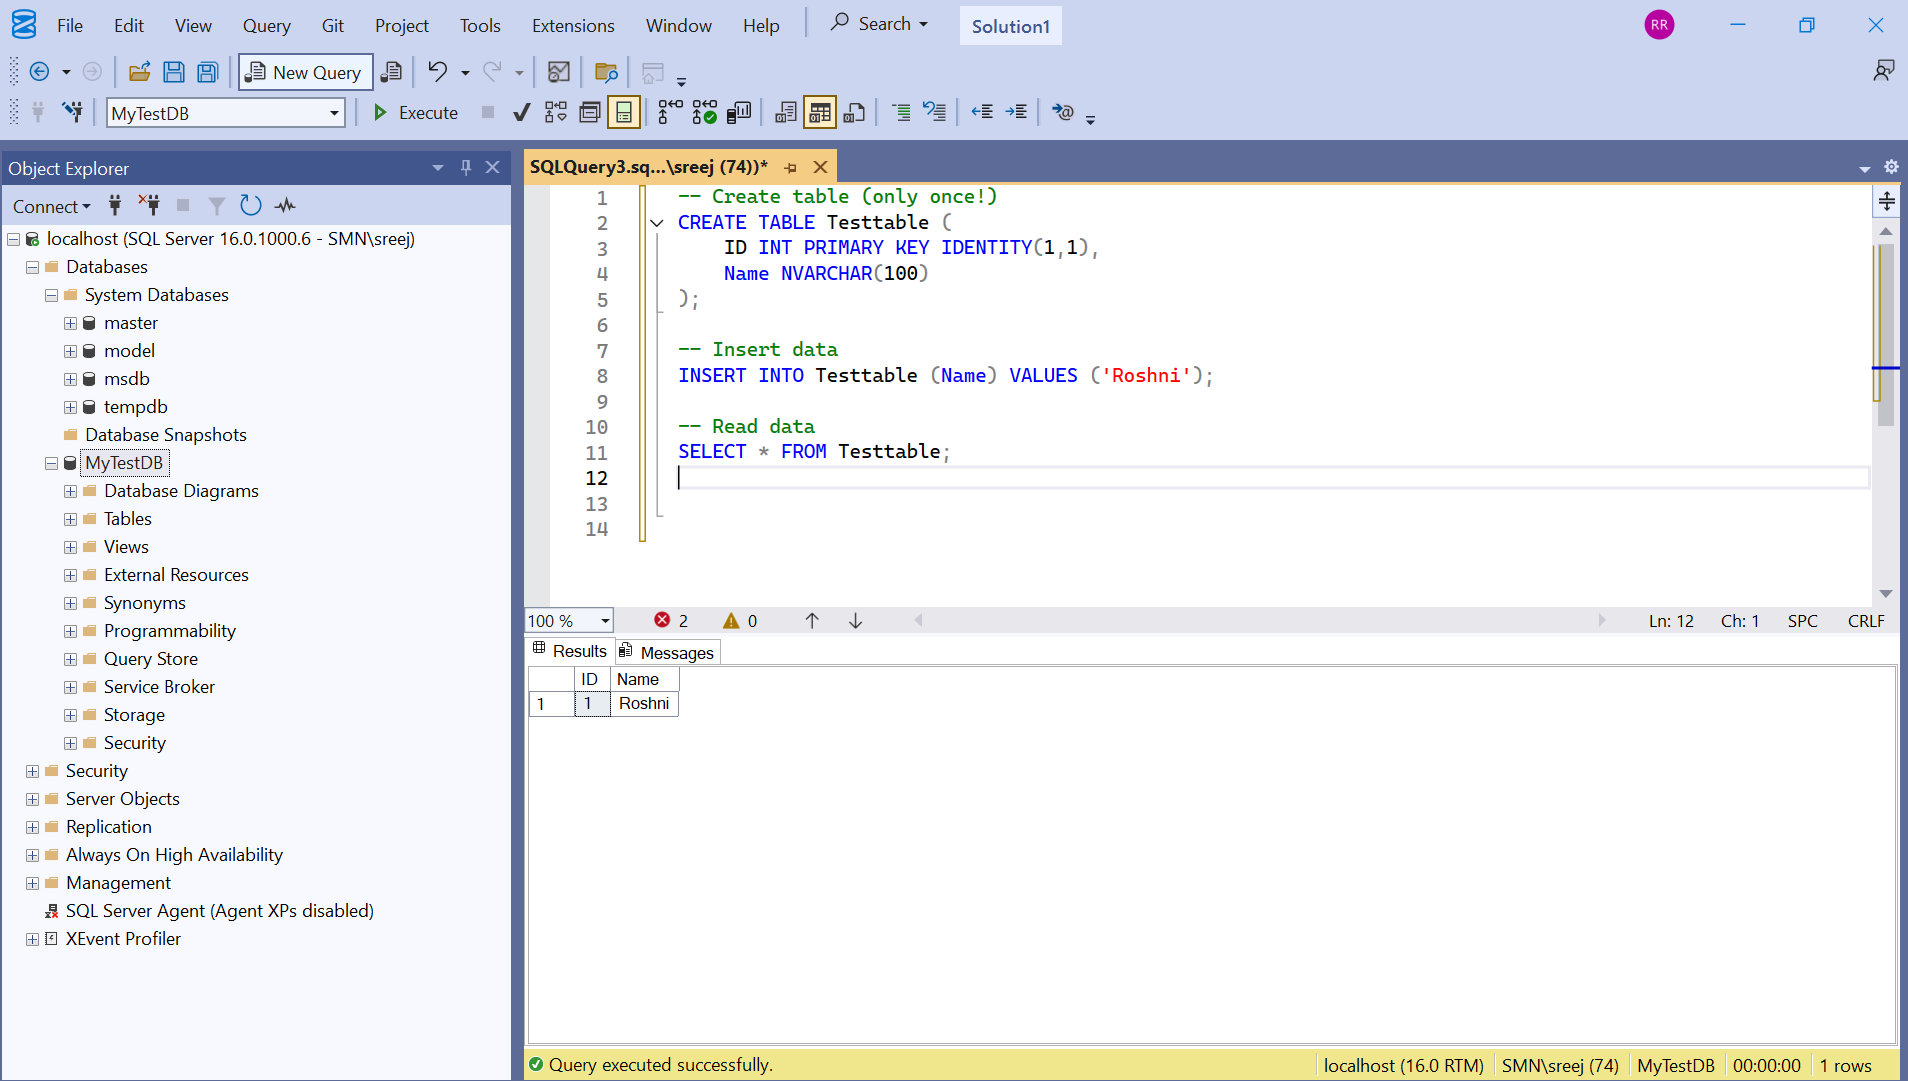 File Edit View Query Git Project Tools Extensions Window Help Search Solution1 RR
New Query
MyTestDB Execute
Object Explorer
Connect
localhost (SQL Server 16.0.1000.6 - SMN\sreej)
Databases
System Databases
master
model
msdb
tempdb
Database Snapshots
MyTestDB
Database Diagrams
Tables
Views
External Resources
Synonyms
Programmability
Query Store
Service Broker
Storage
Security
Security
Server Objects
Replication
Always On High Availability
Management
SQL Server Agent (Agent XPs disabled)
XEvent Profiler
SQLQuery3.sq...\sreej (74))*
1 -- Create table (only once!)
2 CREATE TABLE Testtable (
3 ID INT PRIMARY KEY IDENTITY(1,1),
4 Name NVARCHAR(100)
5 );
6
7 -- Insert data
8 INSERT INTO Testtable (Name) VALUES ('Roshni');
9
10 -- Read data
11 SELECT * FROM Testtable;
12
13
14
100 % 2 0 Ln: 12 Ch: 1 SPC CRLF
Results Messages
ID Name
1 1 Roshni
Query executed successfully. localhost (16.0 RTM) SMN\sreej (74) MyTestDB 00:00:00 1 rows